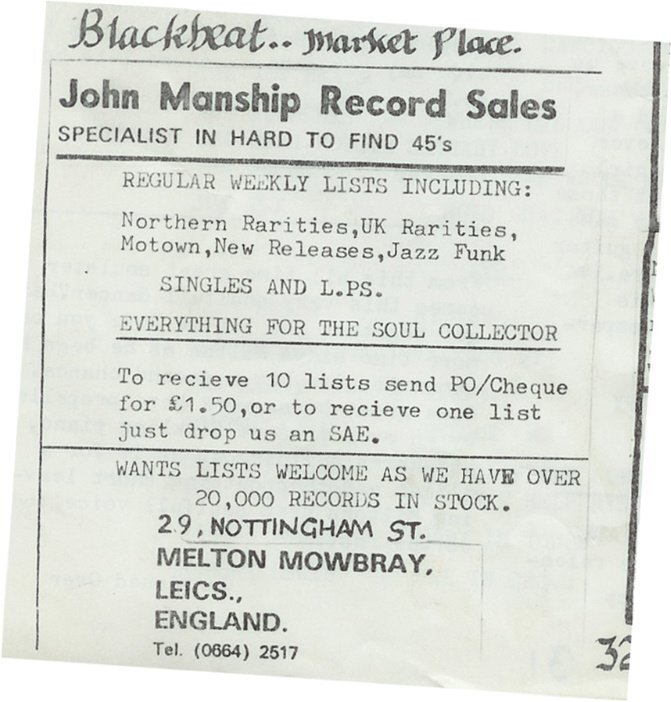 Blackbeat.. Market Place.
John Manship Record Sales
SPECIALIST IN HARD TO FIND 45's
REGULAR WEEKLY LISTS INCLUDING:
Northern Rarities,UK Rarities,
Motown,New Releases,Jazz Funk
SINGLES AND L.PS.
EVERYTHING FOR THE SOUL COLLECTOR
To recieve 10 lists send PO/Cheque
for £1.50,or to recieve one list
just drop us an SAE.
WANTS LISTS WELCOME AS WE HAVE OVER
20,000 RECORDS IN STOCK.
29, NOTTINGHAM ST.
MELTON MOWBRAY,
LEICS.,
ENGLAND.
Tel. (0664) 2517
32